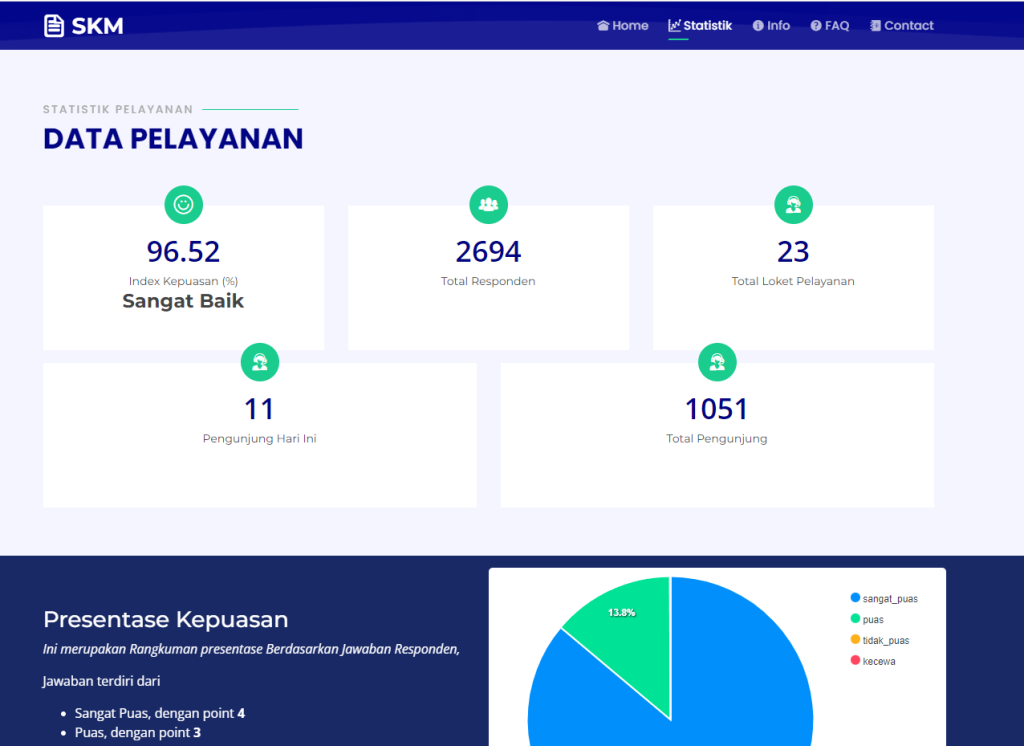 SKM
Home Statistik Info FAQ Contact
STATISTIK PELAYANAN
DATA PELAYANAN
96.52
Index Kepuasan (%)
Sangat Baik
2694
Total Responden
23
Total Loket Pelayanan
11
Pengunjung Hari Ini
1051
Total Pengunjung
Presentase Kepuasan
Ini merupakan Rangkuman presentase Berdasarkan Jawaban Responden,
Jawaban terdiri dari
• Sangat Puas, dengan point 4
• Puas, dengan point 3
13.8%
sangat_puas
puas
tidak_puas
kecewa